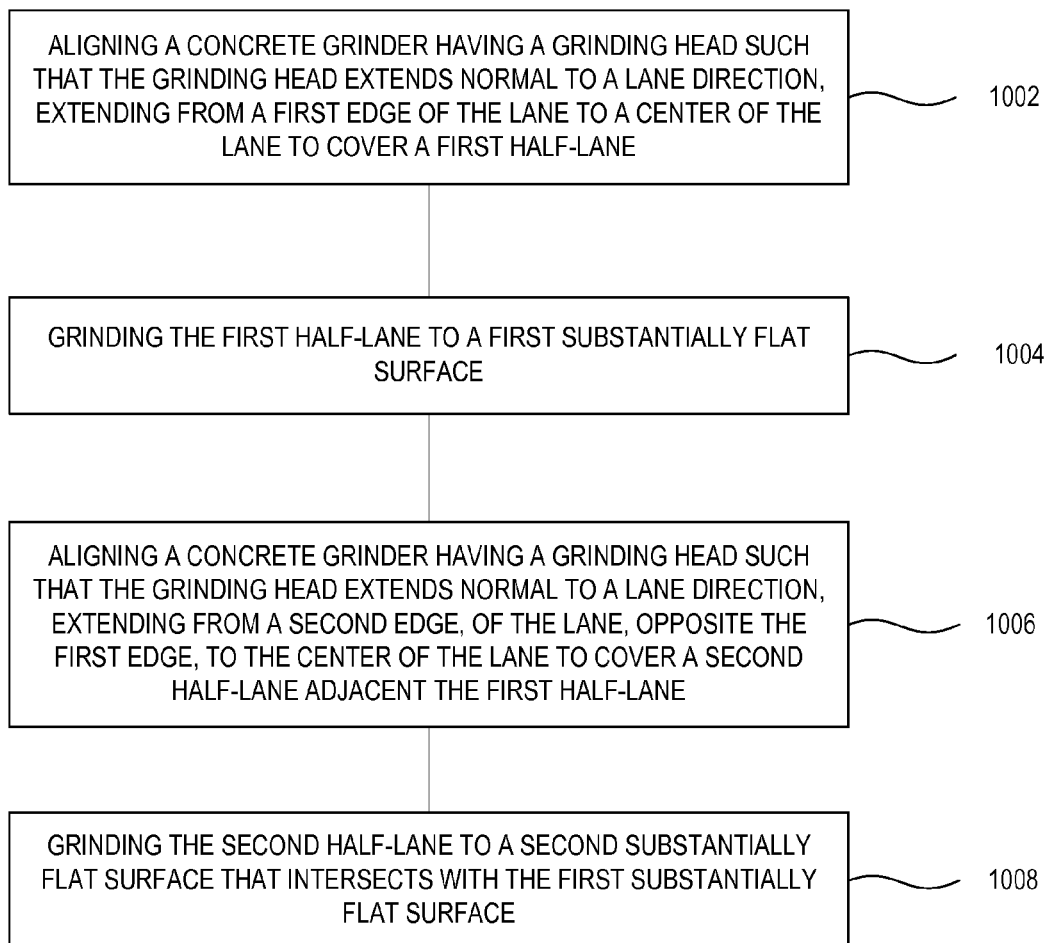 ALIGNING A CONCRETE GRINDER HAVING A GRINDING HEAD SUCH
THAT THE GRINDING HEAD EXTENDS NORMAL TO A LANE DIRECTION,
EXTENDING FROM A FIRST EDGE OF THE LANE TO A CENTER OF THE
LANE TO COVER A FIRST HALF-LANE
1002
GRINDING THE FIRST HALF-LANE TO A FIRST SUBSTANTIALLY FLAT
SURFACE
1004
ALIGNING A CONCRETE GRINDER HAVING A GRINDING HEAD SUCH
THAT THE GRINDING HEAD EXTENDS NORMAL TO A LANE DIRECTION,
EXTENDING FROM A SECOND EDGE, OF THE LANE, OPPOSITE THE
FIRST EDGE, TO THE CENTER OF THE LANE TO COVER A SECOND
HALF-LANE ADJACENT THE FIRST HALF-LANE
1006
GRINDING THE SECOND HALF-LANE TO A SECOND SUBSTANTIALLY
FLAT SURFACE THAT INTERSECTS WITH THE FIRST SUBSTANTIALLY
FLAT SURFACE
1008